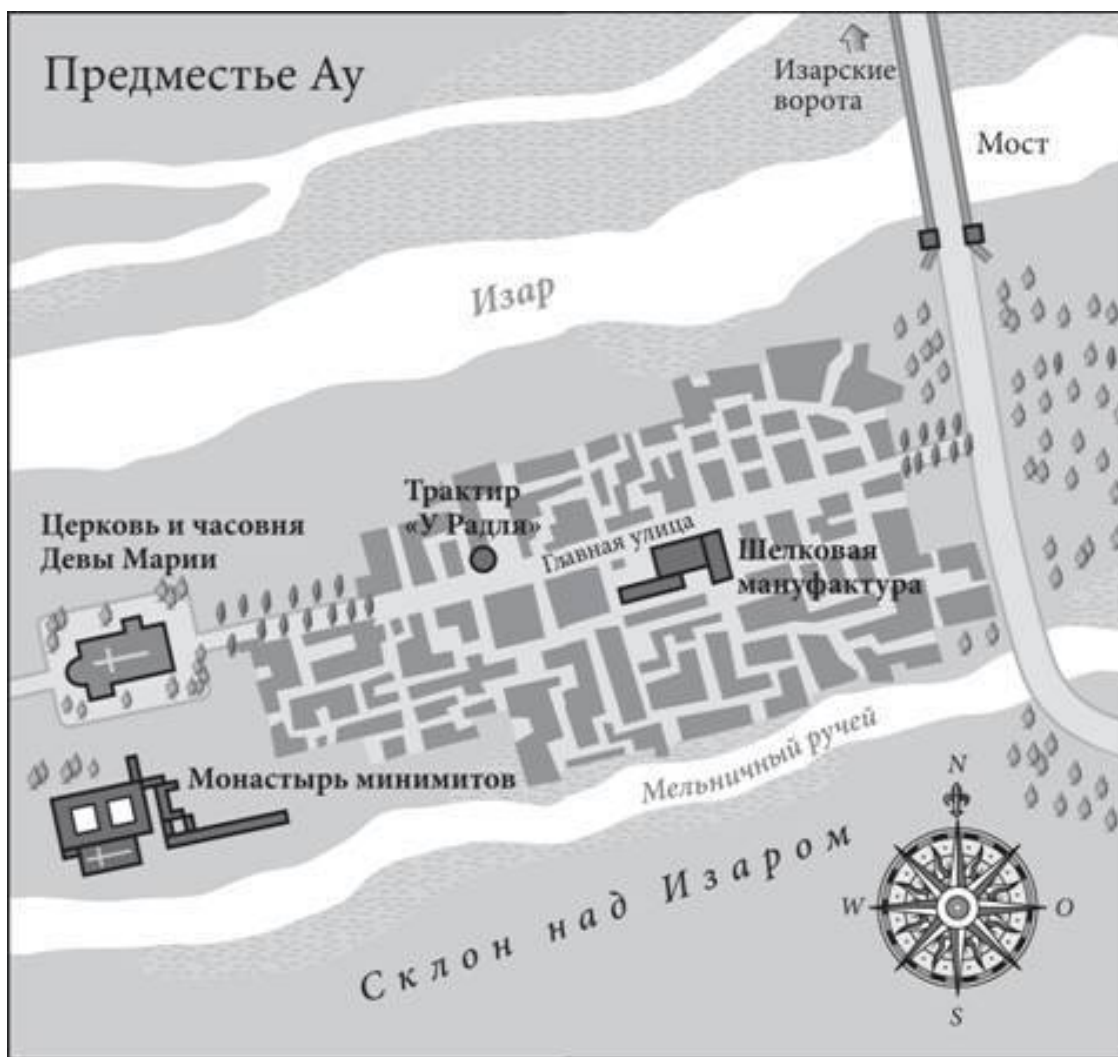 Предместье Ау
Изарские
ворота
Мост
Изар
Трактир
«У Радля»
Церковь и часовня
Девы Марии
Главная улица
Шелковая
мануфактура
Монастырь минимитов
Мельничный ручей
Склон над Изаром
N
W
O
S